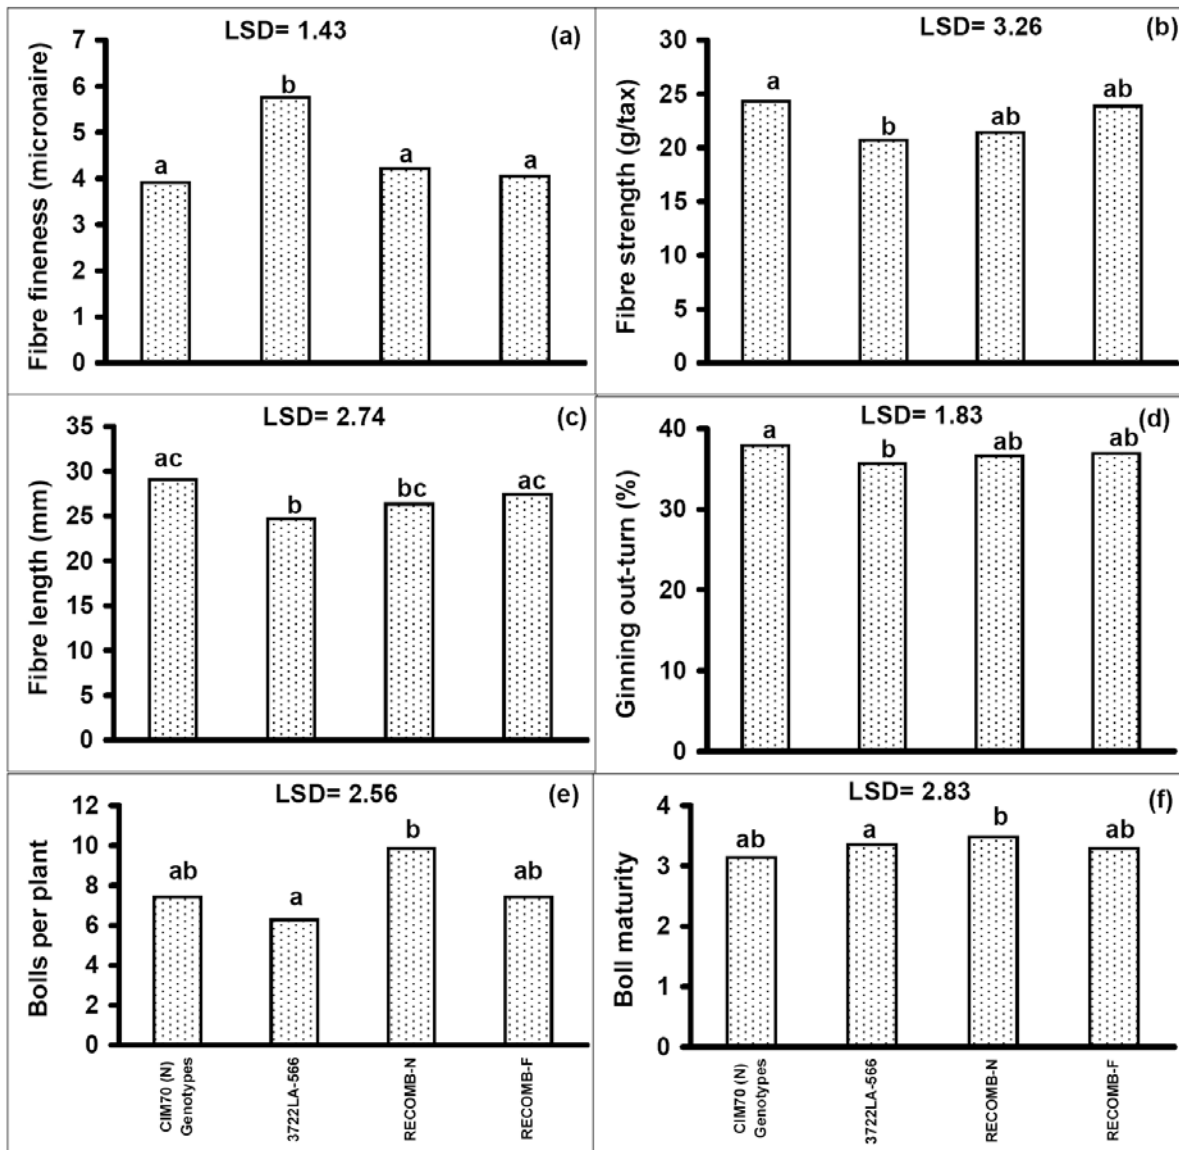 LSD= 1.43
(a)
Fibre fineness (micronaire)
7
6
5
4
3
2
1
0
a
b
a
a
LSD= 3.26
(b)
Fibre strength (g/tax)
30
25
20
15
10
5
0
a
b
ab
ab
LSD= 2.74
(c)
Fibre length (mm)
35
30
25
20
15
10
5
0
ac
b
bc
ac
LSD= 1.83
(d)
Ginning out-turn (%)
40
30
20
10
0
a
b
ab
ab
LSD= 2.56
(e)
Bolls per plant
12
10
8
6
4
2
0
ab
a
b
ab
CIM70 (N)
Genotypes
3722LA-566
RECOMB-N
RECOMB-F
LSD= 2.83
(f)
Boll maturity
4
3
2
1
0
ab
a
b
ab
CIM70 (N)
Genotypes
3722LA-566
RECOMB-N
RECOMB-F